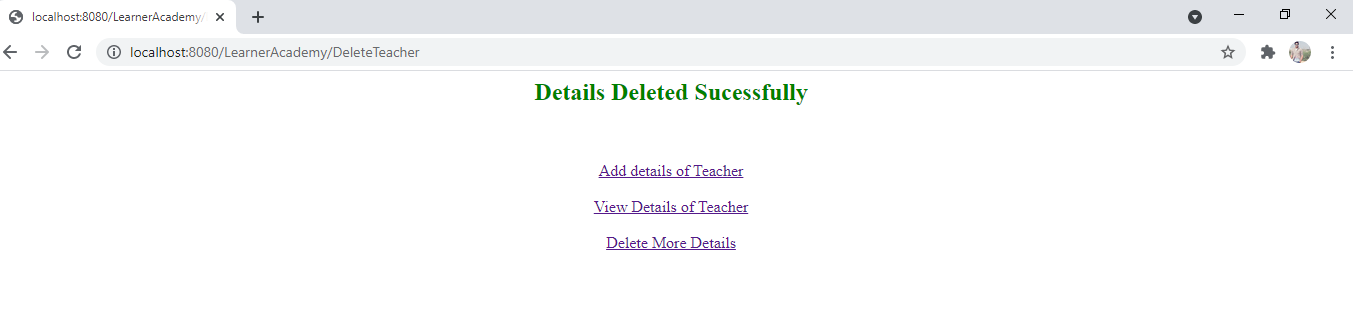 localhost:8080/LearnerAcademy/
localhost:8080/LearnerAcademy/DeleteTeacher
Details Deleted Sucessfully
Add details of Teacher
View Details of Teacher
Delete More Details